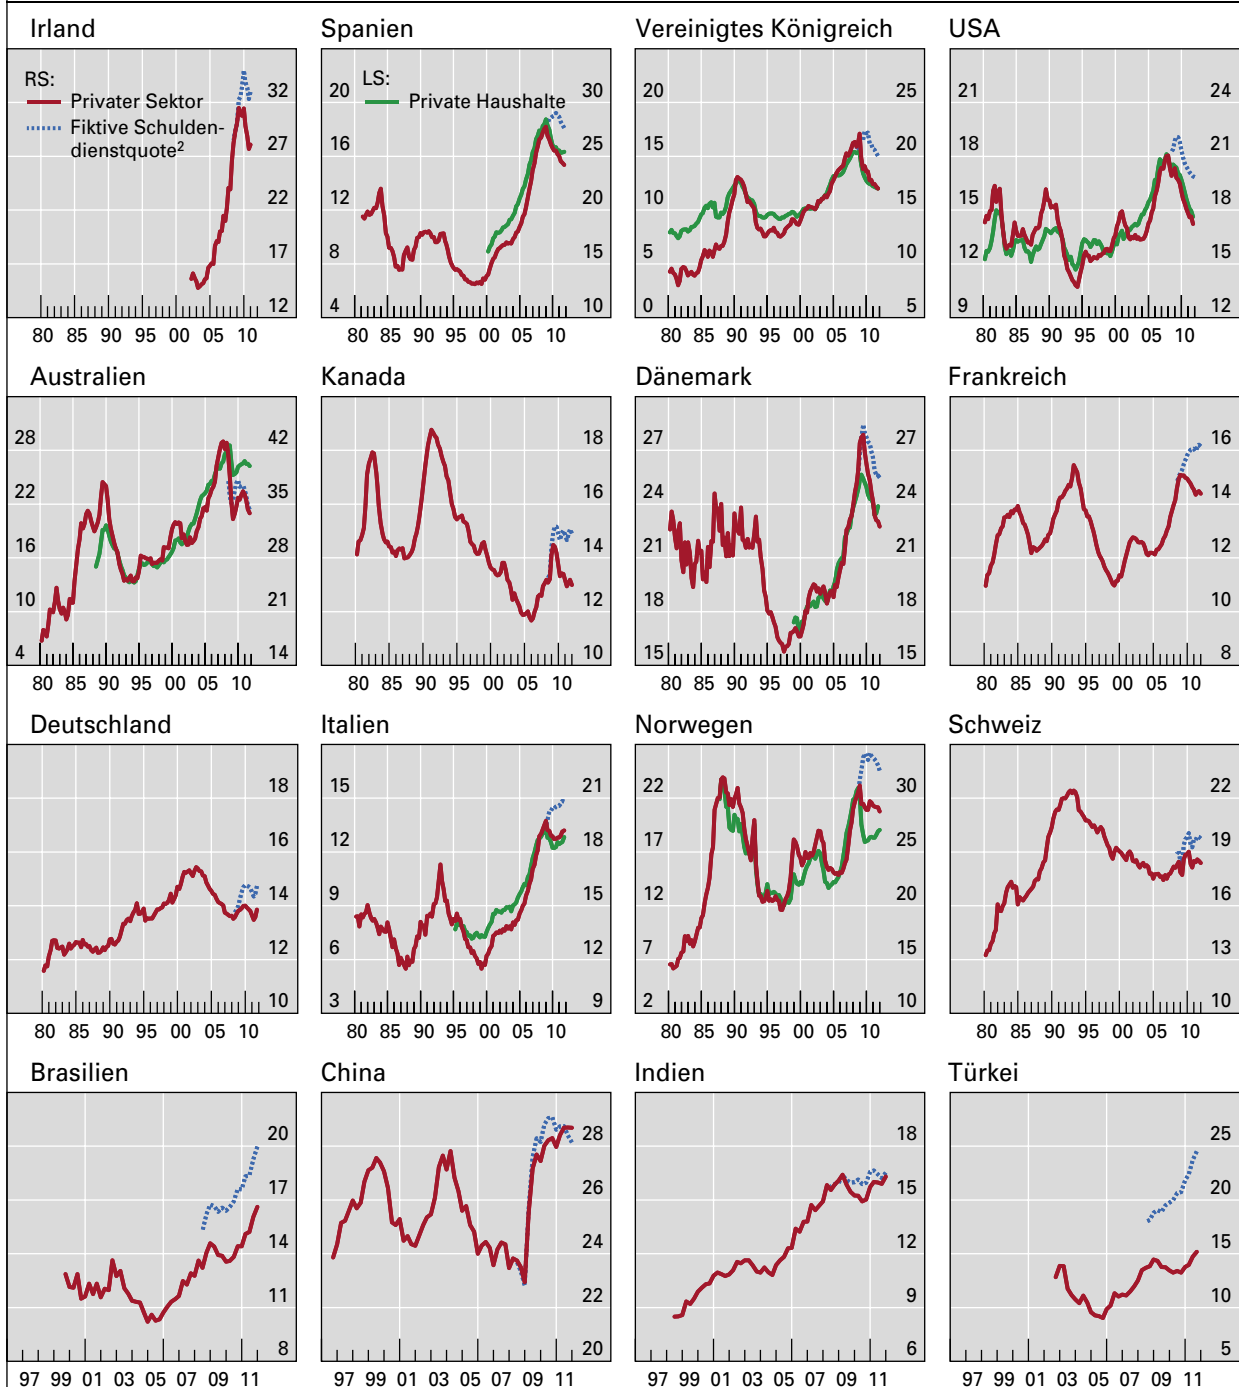 Irland
RS:
Privater Sektor
Fiktive Schulden-
dienstquote2
32
27
22
17
12
80 85 90 95 00 05 10
Spanien
LS:
Private Haushalte
20 30
16 25
12 20
8 15
4 10
80 85 90 95 00 05 10
Vereinigtes Königreich
20 25
15 20
10 15
5 10
0 5
80 85 90 95 00 05 10
USA
21 24
18 21
15 18
12 15
9 12
80 85 90 95 00 05 10
Australien
28 42
22 35
16 28
10 21
4 14
80 85 90 95 00 05 10
Kanada
18
16
14
12
10
80 85 90 95 00 05 10
Dänemark
27 27
24 24
21 21
18 18
15 15
80 85 90 95 00 05 10
Frankreich
16
14
12
10
8
80 85 90 95 00 05 10
Deutschland
18
16
14
12
10
80 85 90 95 00 05 10
Italien
15 21
12 18
9 15
6 12
3 9
80 85 90 95 00 05 10
Norwegen
22 30
17 25
12 20
7 15
2 10
80 85 90 95 00 05 10
Schweiz
22
19
16
13
10
80 85 90 95 00 05 10
Brasilien
20
17
14
11
8
97 99 01 03 05 07 09 11
China
28
26
24
22
20
97 99 01 03 05 07 09 11
Indien
18
15
12
9
6
97 99 01 03 05 07 09 11
Türkei
25
20
15
10
5
97 99 01 03 05 07 09 11